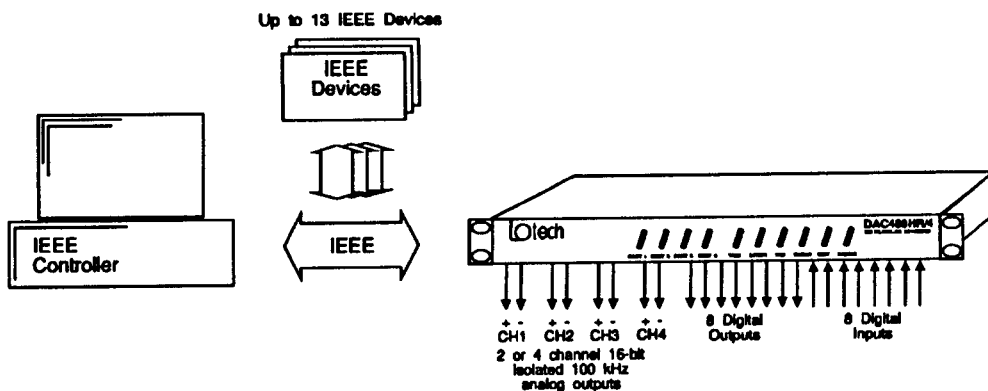 Up to 13 IEEE Devices
IEEE
Devices
IEEE
Controller
IEEE
IOtech
DAC488HR/4
+ - + - + - + -
CH1 CH2 CH3 CH4
8 Digital
Outputs
8 Digital
Inputs
2 or 4 channel 16-bit
isolated 100 kHz
analog outputs